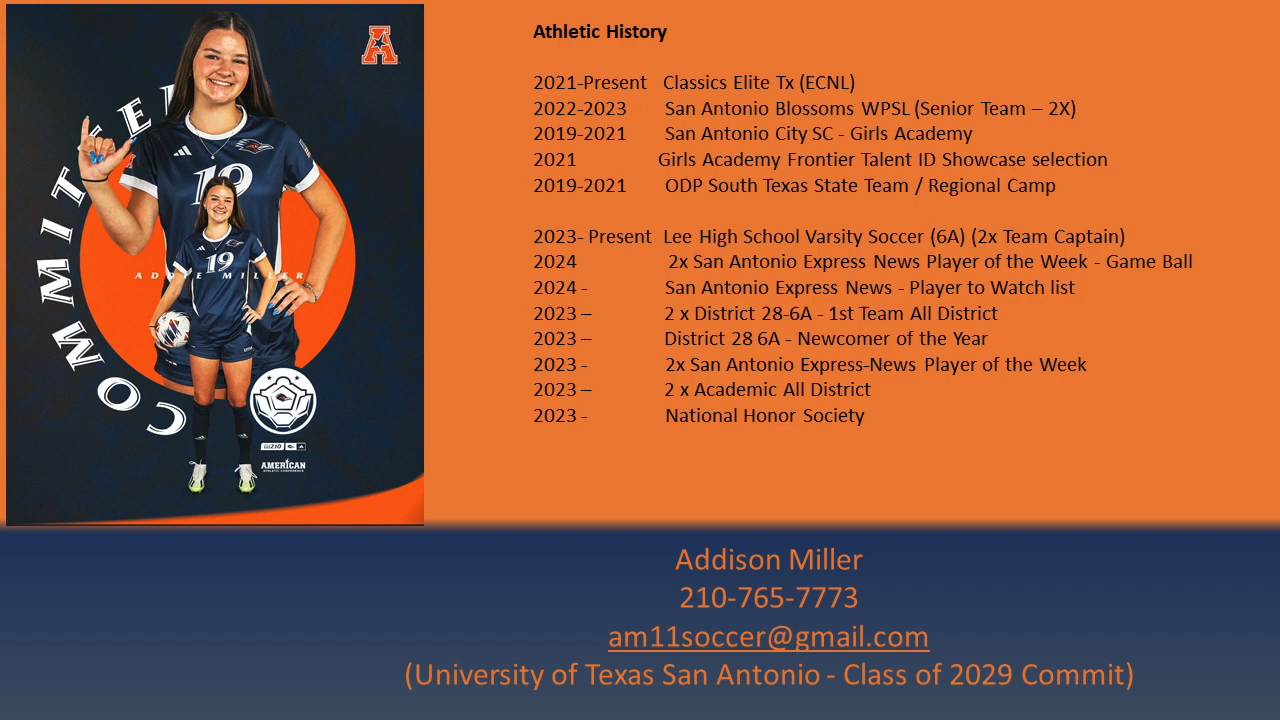 COMMITTED
A
19
ADDIE MILLER
19
210
AMERICAN
ATHLETIC CONFERENCE
Athletic History
2021-Present Classics Elite Tx (ECNL)
2022-2023 San Antonio Blossoms WPSL (Senior Team – 2X)
2019-2021 San Antonio City SC - Girls Academy
2021 Girls Academy Frontier Talent ID Showcase selection
2019-2021 ODP South Texas State Team / Regional Camp
2023- Present Lee High School Varsity Soccer (6A) (2x Team Captain)
2024 2x San Antonio Express News Player of the Week - Game Ball
2024 - San Antonio Express News - Player to Watch list
2023 – 2 x District 28-6A - 1st Team All District
2023 – District 28 6A - Newcomer of the Year
2023 - 2x San Antonio Express-News Player of the Week
2023 – 2 x Academic All District
2023 - National Honor Society
Addison Miller
210-765-7773
am11soccer@gmail.com
(University of Texas San Antonio - Class of 2029 Commit)